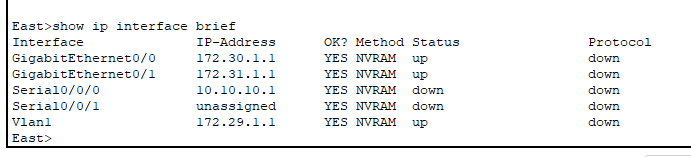 East>show ip interface brief
Interface IP-Address OK? Method Status Protocol
GigabitEthernet0/0 172.30.1.1 YES NVRAM up down
GigabitEthernet0/1 172.31.1.1 YES NVRAM up down
Serial0/0/0 10.10.10.1 YES NVRAM down down
Serial0/0/1 unassigned YES NVRAM down down
Vlan1 172.29.1.1 YES NVRAM up down
East>